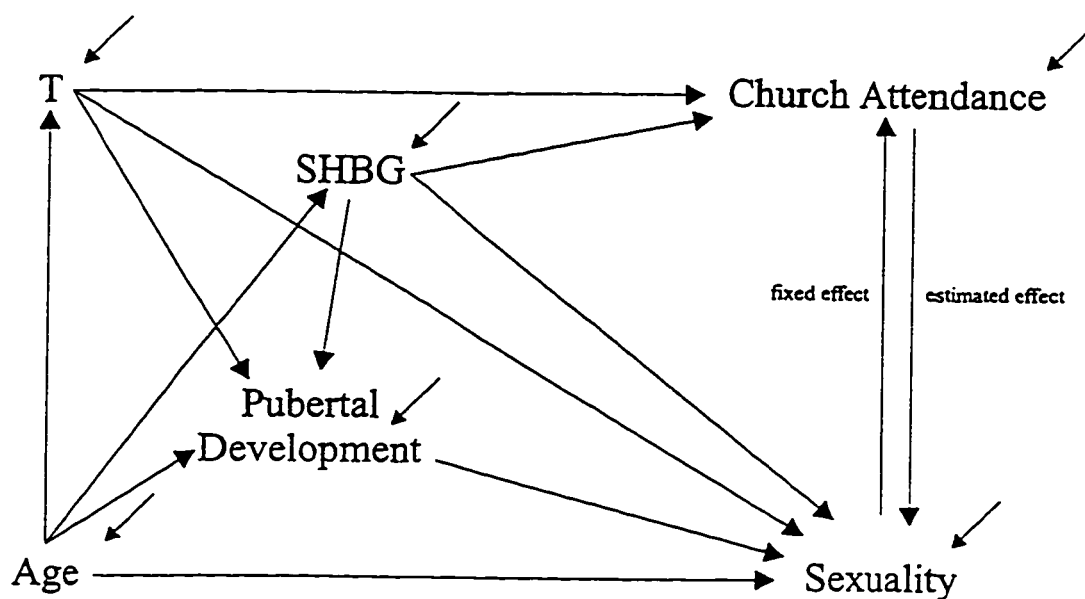 T
Church Attendance
SHBG
fixed effect
estimated effect
Pubertal
Development
Age
Sexuality